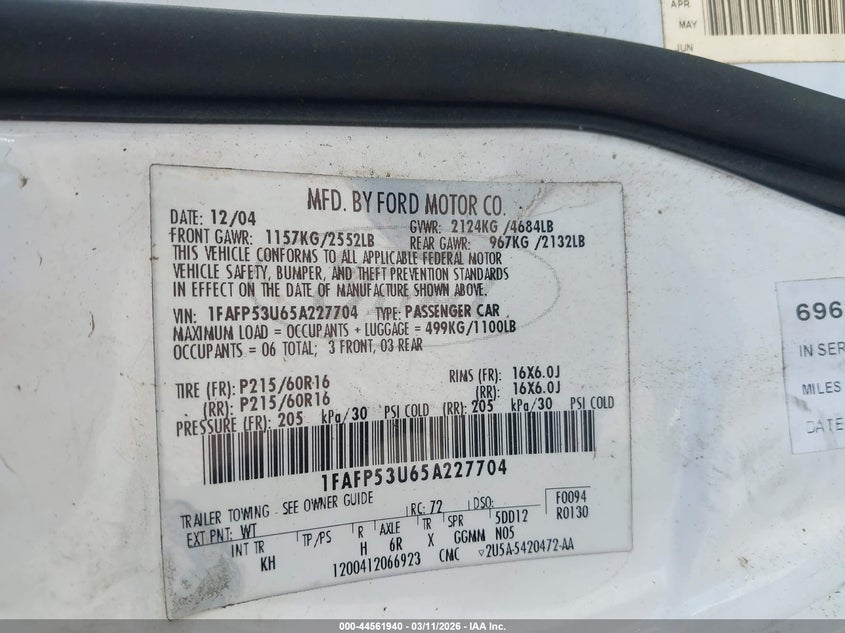 APR
MAY
JUN
MFD. BY FORD MOTOR CO.
DATE: 12/04 GVWR: 2124KG /4684LB
FRONT GAWR: 1157KG/2552LB REAR GAWR: 967KG /2132LB
THIS VEHICLE CONFORMS TO ALL APPLICABLE FEDERAL MOTOR
VEHICLE SAFETY, BUMPER, AND THEFT PREVENTION STANDARDS
IN EFFECT ON THE DATE OF MANUFACTURE SHOWN ABOVE.
VIN: 1FAFP53U65A227704 TYPE: PASSENGER CAR
MAXIMUM LOAD = OCCUPANTS + LUGGAGE = 499KG/1100LB
OCCUPANTS = 06 TOTAL; 3 FRONT, 03 REAR
TIRE (FR): P215/60R16 RIMS (FR): 16X6.0J
(RR): P215/60R16 (RR): 16X6.0J
PRESSURE (FR): 205 kPa/30 PSI COLD (RR): 205 kPa/30 PSI COLD
1FAFP53U65A227704
TRAILER TOWING - SEE OWNER GUIDE
EXT PNT: WT RC: 72 DSO: F0094
INT TR TP/PS R AXLE TR SPR 5DD12 R0130
KH H 6R X GGMM N05
1200412066923 CMC ▽2U5A-5420472-AA
696
IN SER
MILES
DATE
000-44561940 - 03/11/2026 - IAA Inc.